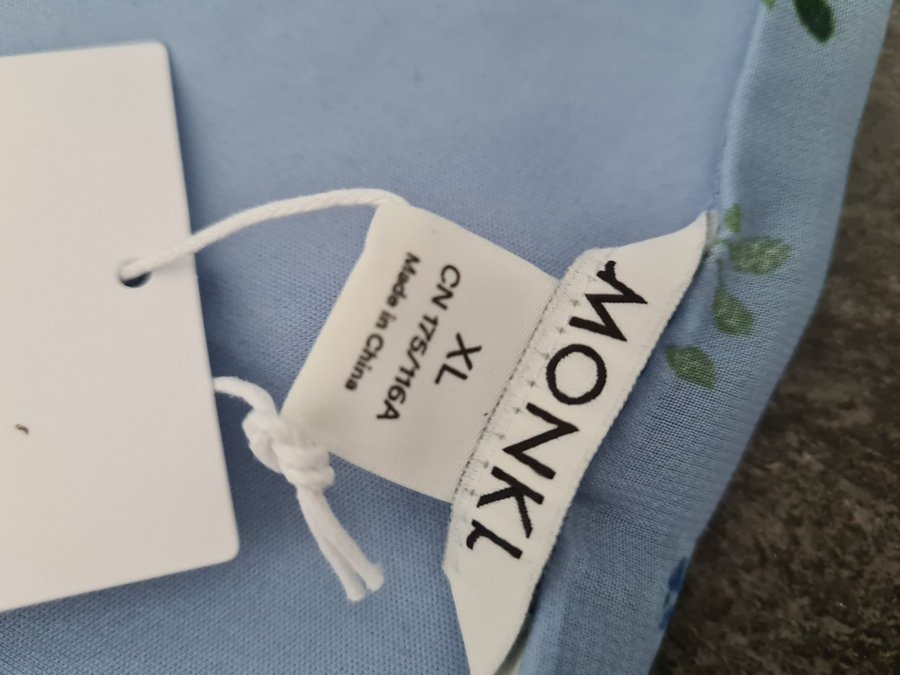 MONKI
XL
CN 175/116A
Made in China